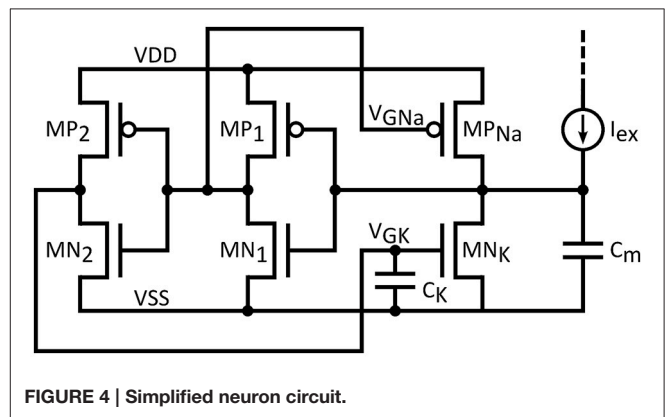 VDD
MP2
MP1
VGNa
MPNa
Iex
MN2
MN1
VGK
MNK
Cm
CK
VSS
FIGURE 4 | Simplified neuron circuit.